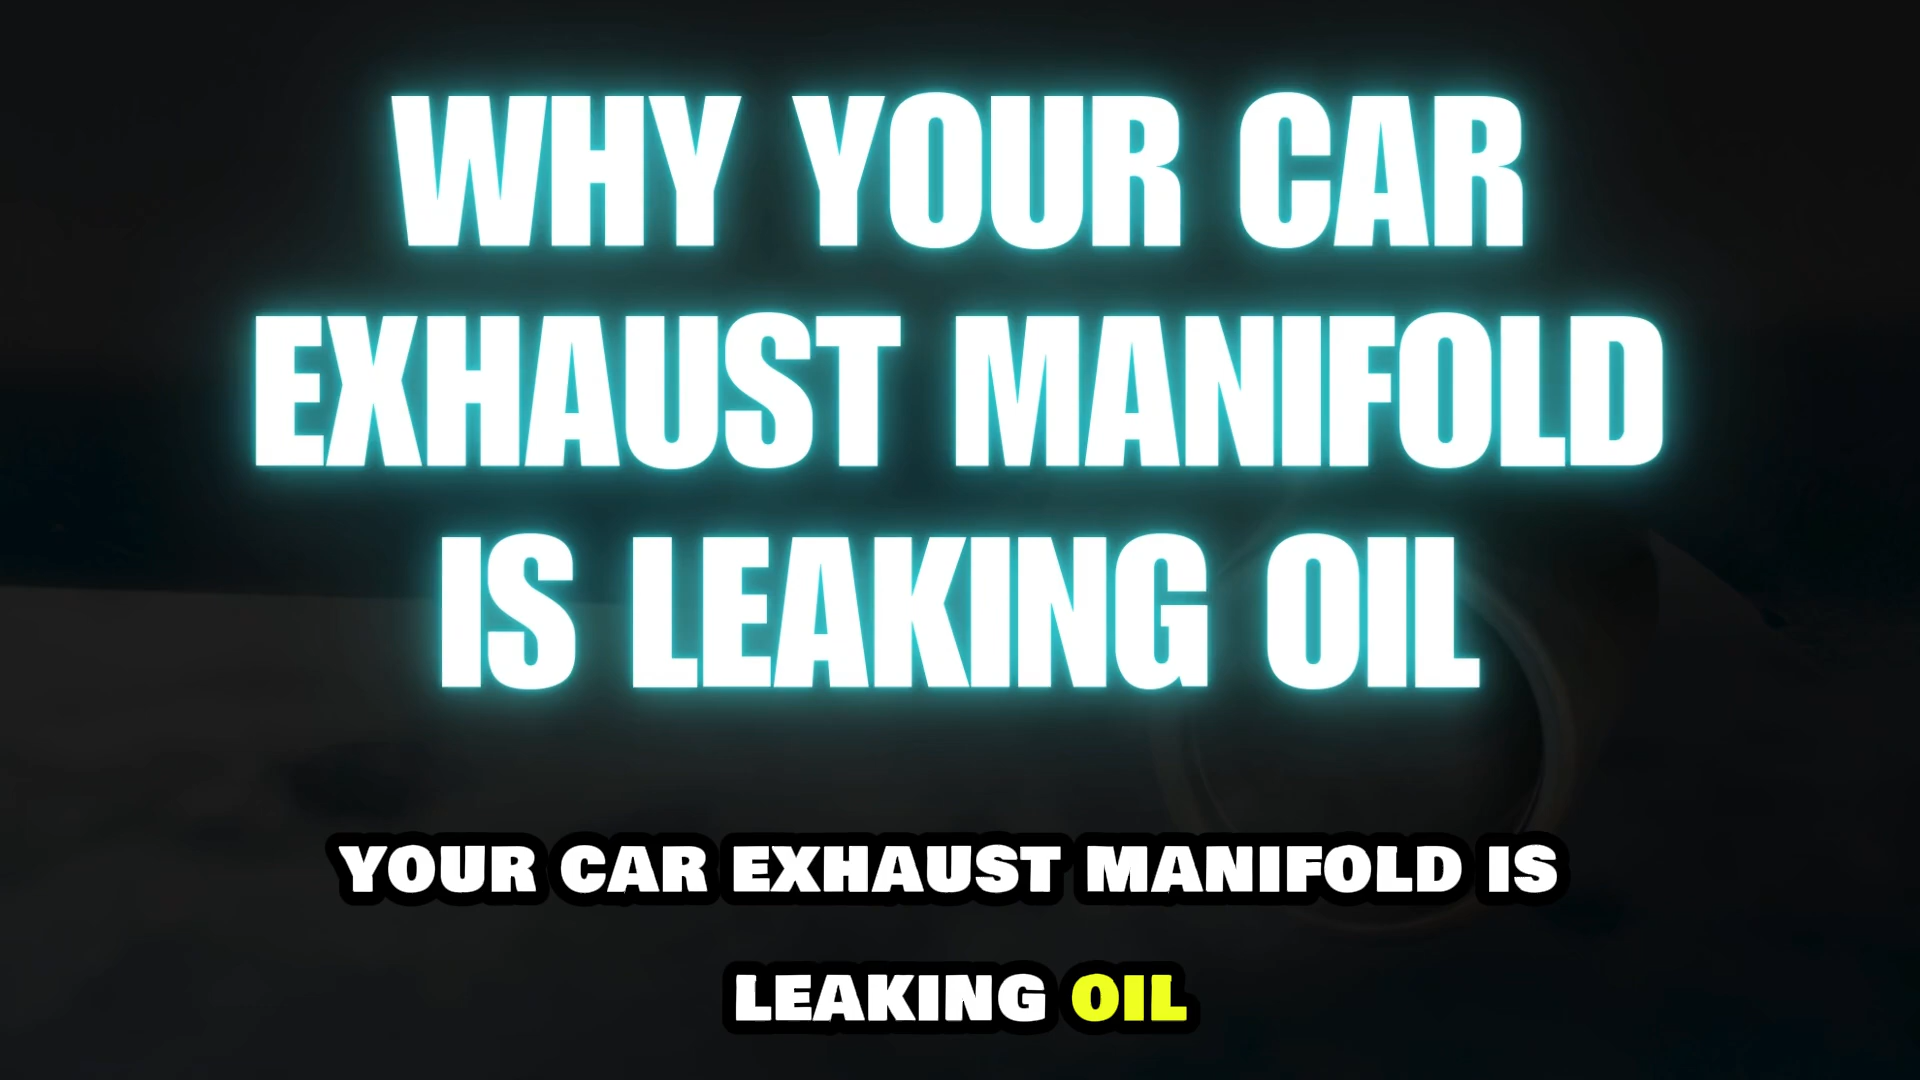 WHY YOUR CAR
EXHAUST MANIFOLD
IS LEAKING OIL
YOUR CAR EXHAUST MANIFOLD IS
LEAKING OIL